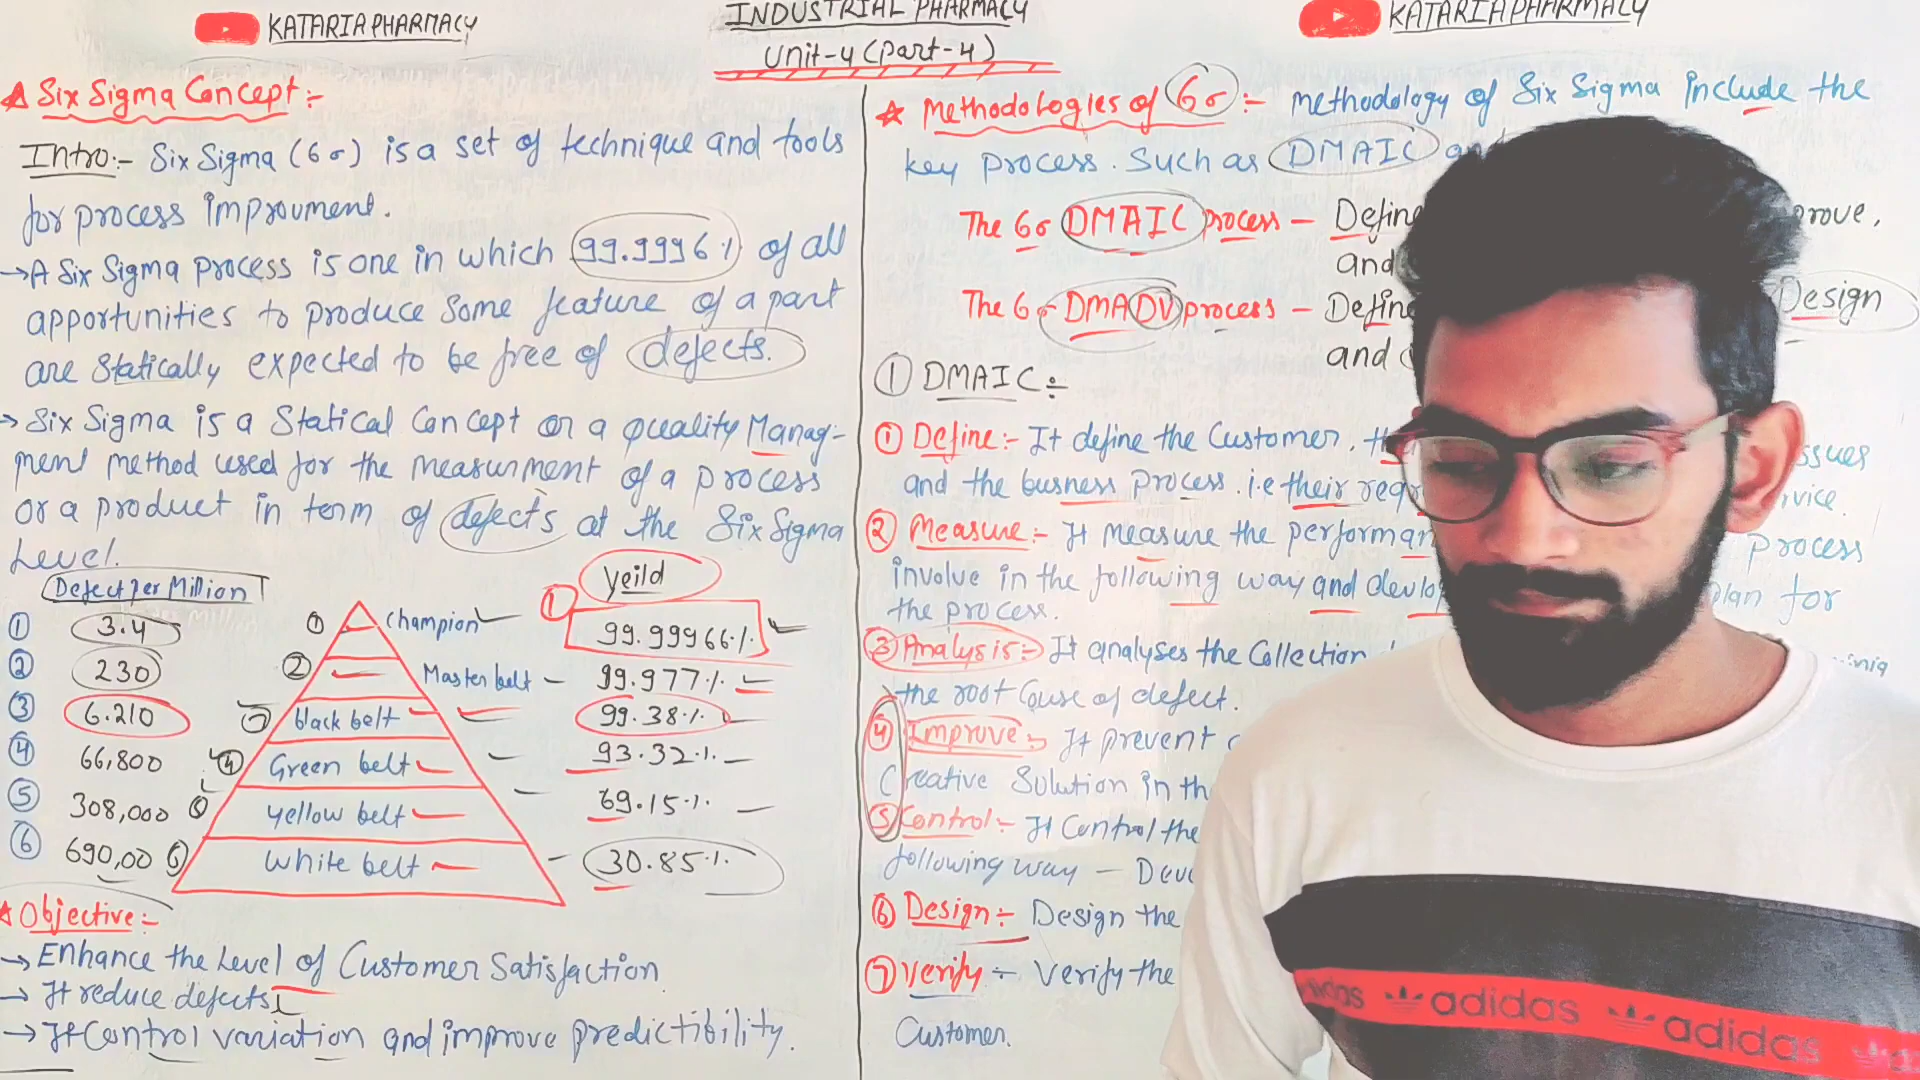 KATARIA PHARMACY
INDUSTRIAL PHARMACY
KATARIA PHARMACY
Unit-4 (Part-4)
Six Sigma Concept:-
Intro:- Six Sigma (6σ) is a set of technique and tools
for process improvment.
→ A Six Sigma process is one in which 99.9996% of all
apportunities to produce Some feature of a part
are Statically expected to be free of defects.
→ Six Sigma is a Statical Concept or a quality Manag-
ment method used for the measurment of a process
or a product in term of defects at the Six Sigma
Level.
Defect per Million
Yeild
① 3.4
① Champion
① 99.99966%
② 230
② Master belt
99.977%
③ 6.210
black belt
99.38%
④ 66,800
④ Green belt
93.32%
⑤ 308,000
yellow belt
69.15%
⑥ 690,00
⑥ White belt
30.85%
Objective:-
→ Enhance the Level of Customer Satisfaction
→ It reduce defects
→ It Control variation and improve predictibility.
Methodologies of 6σ :- methodology of Six Sigma include the
key process. Such as DMAIC
The 6σ DMAIC process - Define
and
The 6σ DMADV process - Define
Design
and
① DMAIC:-
① Define:- It define the Customer,
and the busness process. i.e their
② Measure:- It measure the
process
involve in the following way and
plan for
the process.
③ Analysis:- It analyses the Collection
the root Cause of defect.
④ Improve:- It prevent
Creative Solution in
⑤ Control:- It Control the
following way -
⑥ Design:- Design the
⑦ Verify:- Verify the
Customer.
adidas adidas